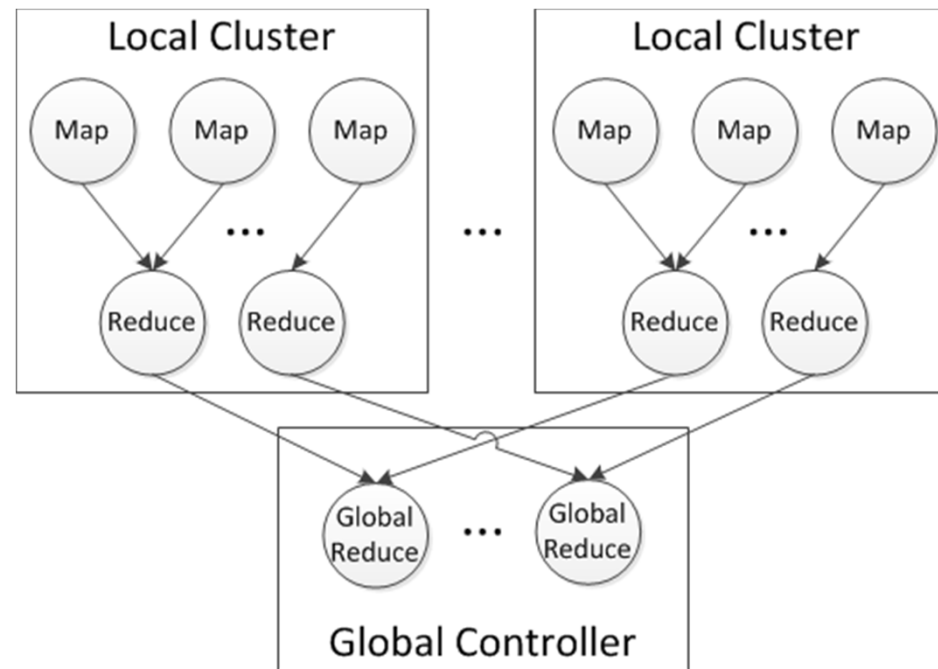 Local Cluster
Local Cluster
Map
Map
Map
Map
Map
Map
...
...
...
Reduce
Reduce
Reduce
Reduce
Global
Reduce
...
Global
Reduce
Global Controller